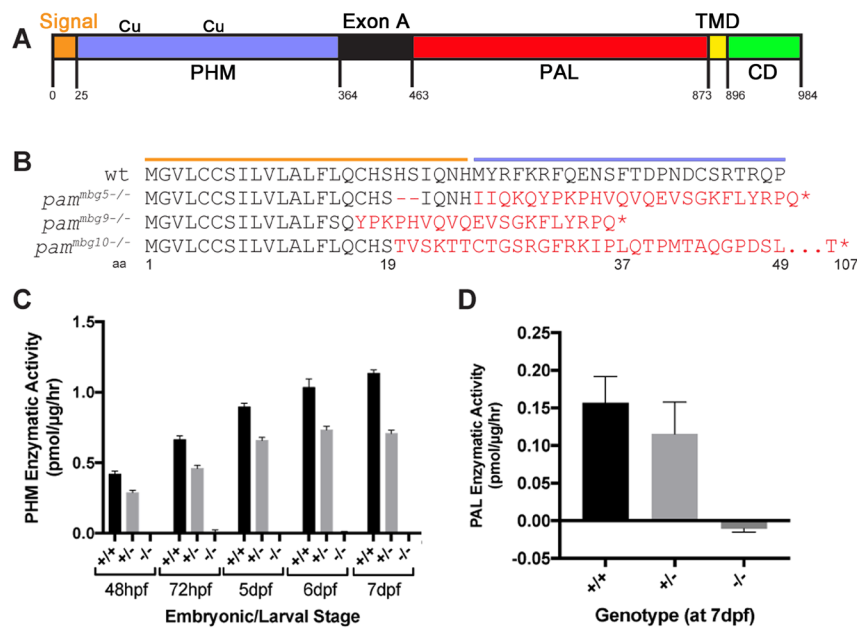 A
Signal Cu Cu Exon A TMD
PHM PAL CD
0 25 364 463 873 896 984
B
wt MGVLCCSILVLALFLQCHSHSIQNHMYRFKRFQENSFTDPNDCSRTRQP
pam mbg5-/- MGVLCCSILVLALFLQCHS--IQNHIIQKQYPKPHVQVQEVSGKFLYRPQ*
pam mbg9-/- MGVLCCSILVLALFSQYPKPHVQVQEVSGKFLYRPQ*
pam mbg10-/- MGVLCCSILVLALFLQCHSTVSKTTCTGSRGFRKIPLQTPMTAQGPDSL...T*
aa 1 19 37 49 107
C
PHM Enzymatic Activity
(pmol/µg/hr)
1.5
1.0
0.5
0.0
+/+ +/- -/- +/+ +/- -/- +/+ +/- -/- +/+ +/- -/- +/+ +/- -/-
48hpf 72hpf 5dpf 6dpf 7dpf
Embryonic/Larval Stage
D
PAL Enzymatic Activity
(pmol/µg/hr)
0.25
0.20
0.15
0.10
0.05
0.00
-0.05
+/+ +/- -/-
Genotype (at 7dpf)